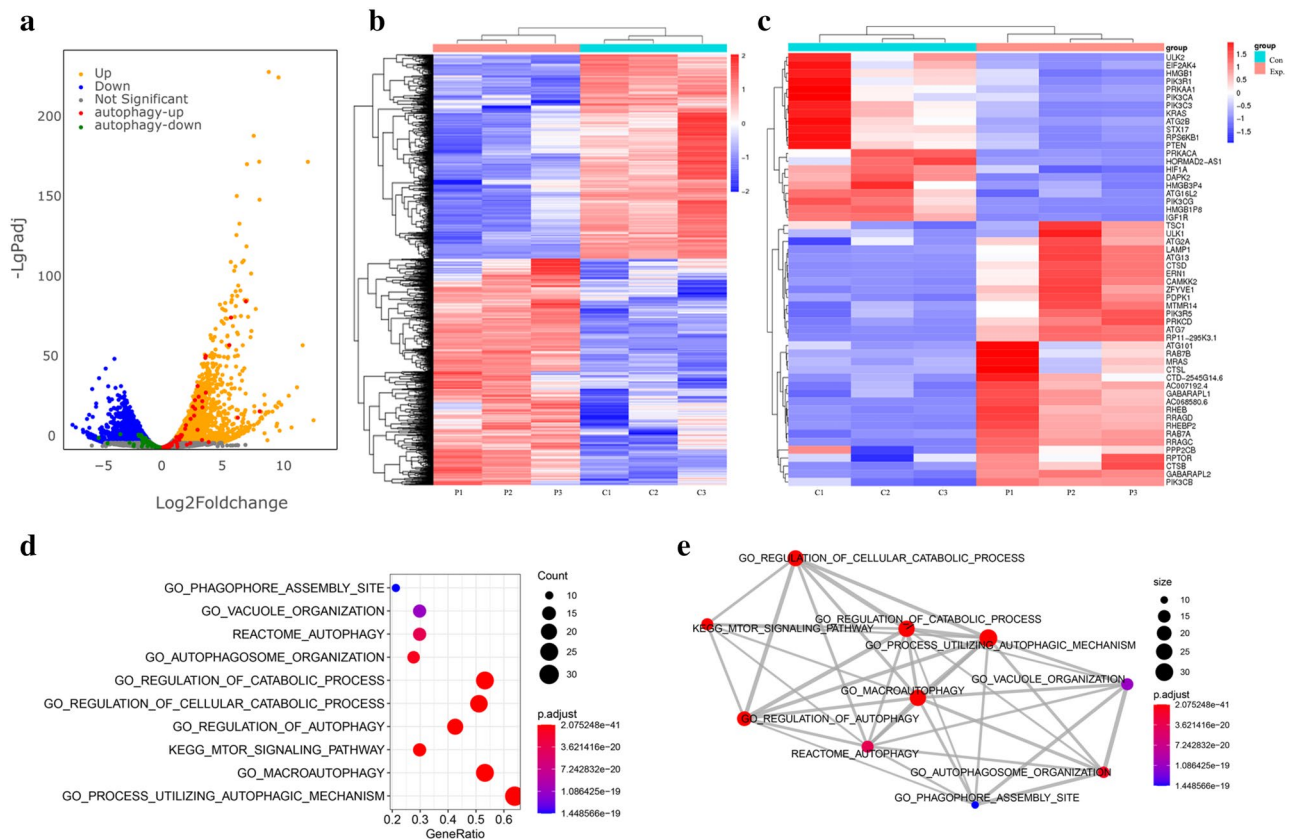 a
Up
Down
Not Significant
autophagy-up
autophagy-down
200
150
100
50
0
-LgPadj
−5
0
5
10
Log2Foldchange
b
2
1
0
-1
-2
P1 P2 P3 C1 C2 C3
c
group
ULK2
EIF2AK4
HMGB1
PIK3R1
PRKAA1
PIK3CA
PIK3C3
KRAS
ATG2B
STX17
RPS6KB1
PTEN
PRKACA
HORMAD2-AS1
HIF1A
DAPK2
HMGB3P4
ATG16L2
PIK3CG
HMGB1P8
IGF1R
TSC1
ULK1
ATG2A
LAMP1
ATG13
CTSD
ERN1
CAMKK2
ZFYVE1
PDPK1
MTMR14
PIK3R5
PRKCD
ATG7
RP11-295K3.1
ATG101
RAB7B
MRAS
CTSL
CTD-2545G14.6
AC007192.4
GABARAPL1
AC068580.6
RHEB
RRAGD
RHEBP2
RAB7A
RRAGC
PPP2CB
RPTOR
CTSB
GABARAPL2
PIK3CB
1.5
1
0.5
0
-0.5
-1
-1.5
group
Con
Exp.
C1 C2 C3 P1 P2 P3
d
GO_PHAGOPHORE_ASSEMBLY_SITE
GO_VACUOLE_ORGANIZATION
REACTOME_AUTOPHAGY
GO_AUTOPHAGOSOME_ORGANIZATION
GO_REGULATION_OF_CATABOLIC_PROCESS
GO_REGULATION_OF_CELLULAR_CATABOLIC_PROCESS
GO_REGULATION_OF_AUTOPHAGY
KEGG_MTOR_SIGNALING_PATHWAY
GO_MACROAUTOPHAGY
GO_PROCESS_UTILIZING_AUTOPHAGIC_MECHANISM
0.2 0.3 0.4 0.5 0.6
GeneRatio
Count
10
15
20
25
30
p.adjust
2.075248e-41
3.621416e-20
7.242832e-20
1.086425e-19
1.448566e-19
e
GO_REGULATION_OF_CELLULAR_CATABOLIC_PROCESS
GO_REGULATION_OF_CATABOLIC_PROCESS
KEGG_MTOR_SIGNALING_PATHWAY
GO_PROCESS_UTILIZING_AUTOPHAGIC_MECHANISM
GO_VACUOLE_ORGANIZATION
GO_MACROAUTOPHAGY
GO_REGULATION_OF_AUTOPHAGY
REACTOME_AUTOPHAGY
GO_AUTOPHAGOSOME_ORGANIZATION
GO_PHAGOPHORE_ASSEMBLY_SITE
size
10
15
20
25
30
p.adjust
2.075248e-41
3.621416e-20
7.242832e-20
1.086425e-19
1.448566e-19